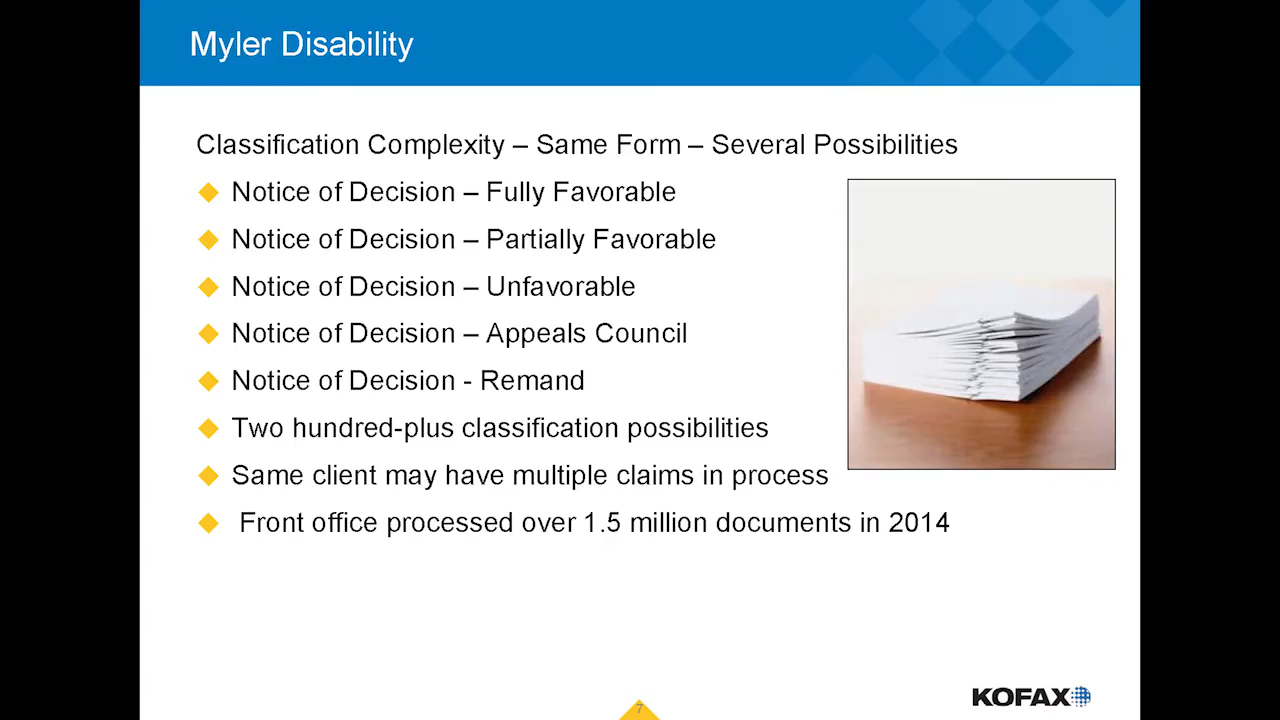 Myler Disability
Classification Complexity – Same Form – Several Possibilities
Notice of Decision – Fully Favorable
Notice of Decision – Partially Favorable
Notice of Decision – Unfavorable
Notice of Decision – Appeals Council
Notice of Decision - Remand
Two hundred-plus classification possibilities
Same client may have multiple claims in process
Front office processed over 1.5 million documents in 2014
7
KOFAX